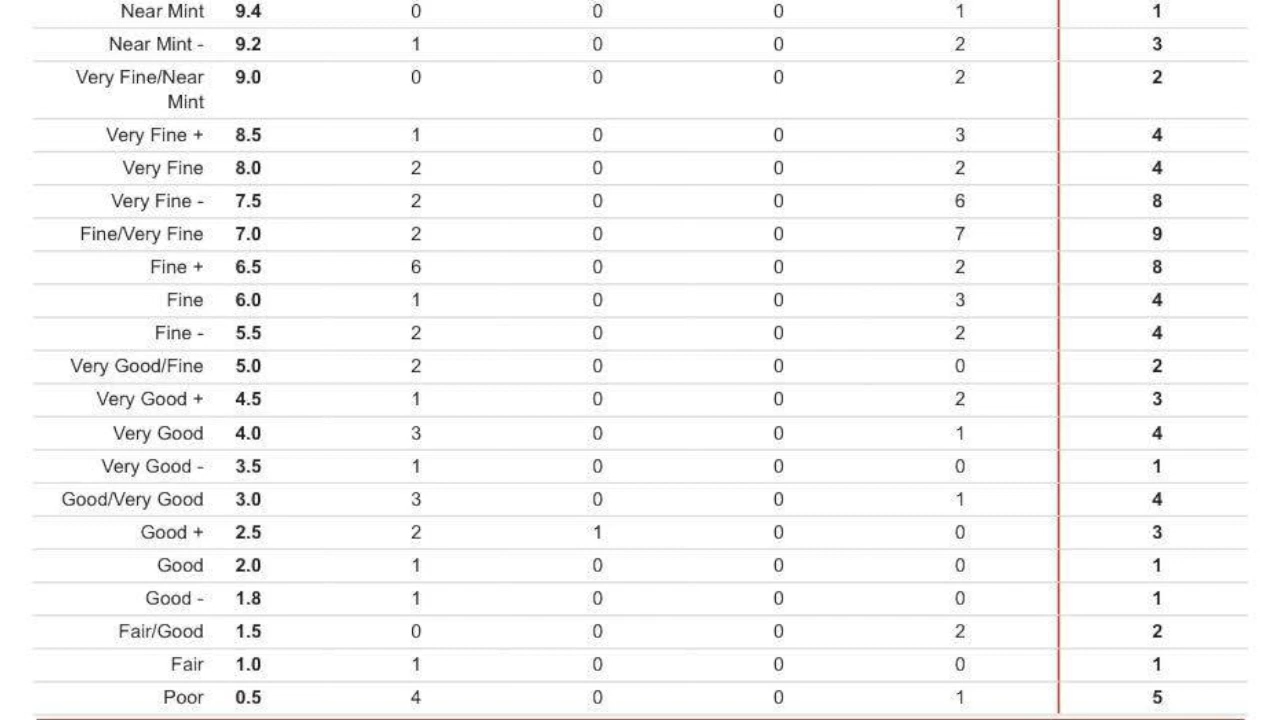 Near Mint 9.4 0 0 0 1 1
Near Mint - 9.2 1 0 0 2 3
Very Fine/Near 9.0 0 0 0 2 2
Mint
Very Fine + 8.5 1 0 0 3 4
Very Fine 8.0 2 0 0 2 4
Very Fine - 7.5 2 0 0 6 8
Fine/Very Fine 7.0 2 0 0 7 9
Fine + 6.5 6 0 0 2 8
Fine 6.0 1 0 0 3 4
Fine - 5.5 2 0 0 2 4
Very Good/Fine 5.0 2 0 0 0 2
Very Good + 4.5 1 0 0 2 3
Very Good 4.0 3 0 0 1 4
Very Good - 3.5 1 0 0 0 1
Good/Very Good 3.0 3 0 0 1 4
Good + 2.5 2 1 0 0 3
Good 2.0 1 0 0 0 1
Good - 1.8 1 0 0 0 1
Fair/Good 1.5 0 0 0 2 2
Fair 1.0 1 0 0 0 1
Poor 0.5 4 0 0 1 5